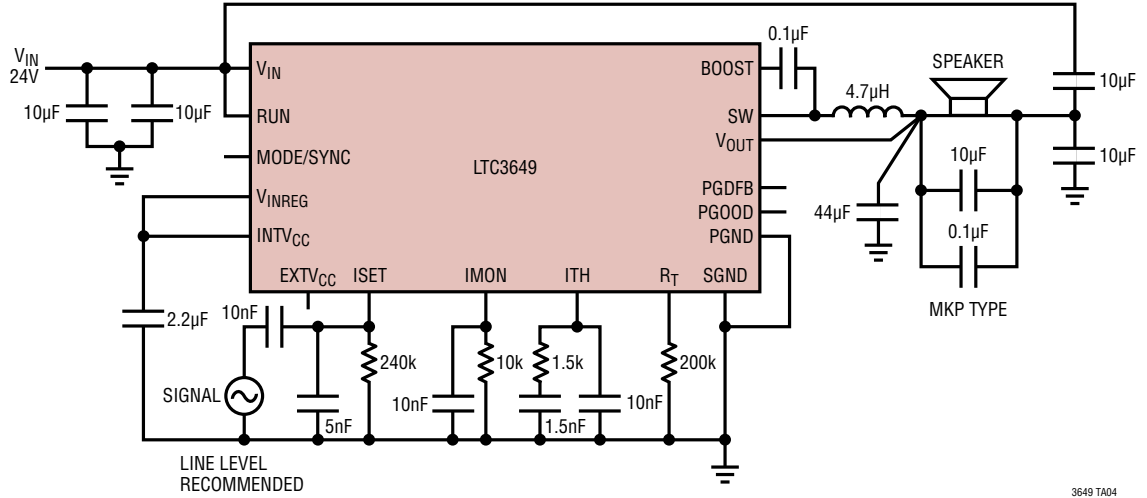 VIN
24V
10µF
10µF
VIN
RUN
MODE/SYNC
VINREG
INTVCC
EXTVCC
ISET
IMON
ITH
RT
SGND
LTC3649
BOOST
SW
VOUT
PGDFB
PGOOD
PGND
0.1µF
4.7µH
SPEAKER
10µF
10µF
44µF
10µF
0.1µF
MKP TYPE
2.2µF
10nF
SIGNAL
5nF
240k
10nF
10k
1.5k
1.5nF
10nF
200k
LINE LEVEL
RECOMMENDED
3649 TA04